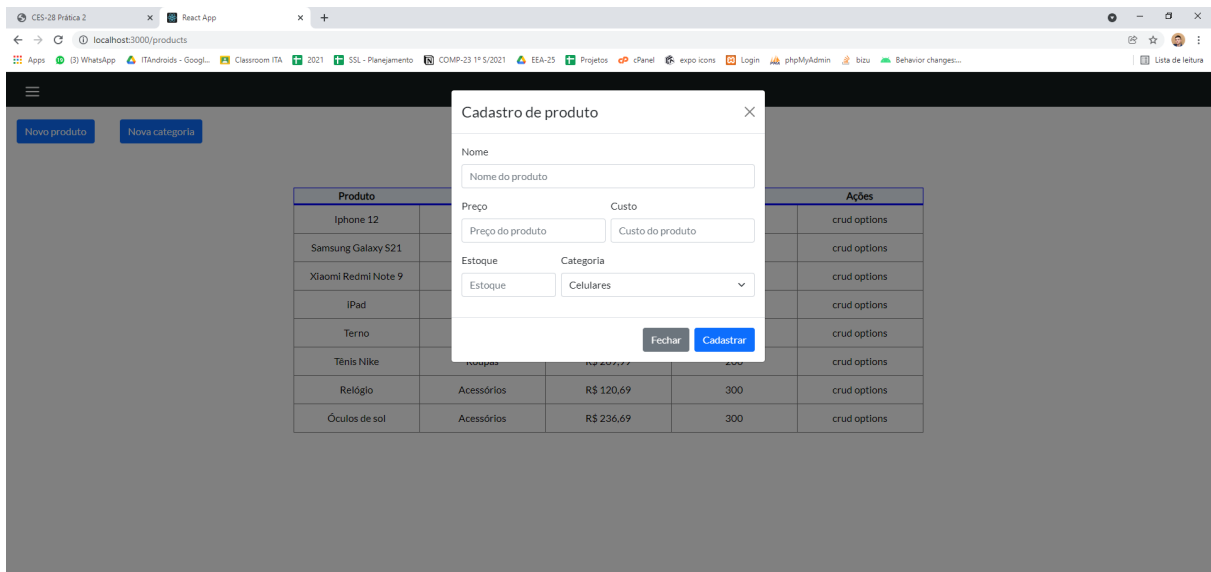 CES-28 Prática 2
React App
localhost:3000/products
Apps (3) WhatsApp ITAndroids - Googl... Classroom ITA 2021 SSL - Planejamento COMP-23 1º S/2021 EEA-25 Projetos cPanel expo icons Login phpMyAdmin bizu Behavior changes:... Lista de leitura
Novo produto Nova categoria
Cadastro de produto
Nome
Nome do produto
Preço Custo
Preço do produto Custo do produto
Estoque Categoria
Estoque Celulares
Fechar Cadastrar
Produto Ações
Iphone 12 crud options
Samsung Galaxy S21 crud options
Xiaomi Redmi Note 9 crud options
iPad crud options
Terno crud options
Tênis Nike Roupas 200 crud options
Relógio Acessórios R$ 120,69 300 crud options
Óculos de sol Acessórios R$ 236,69 300 crud options